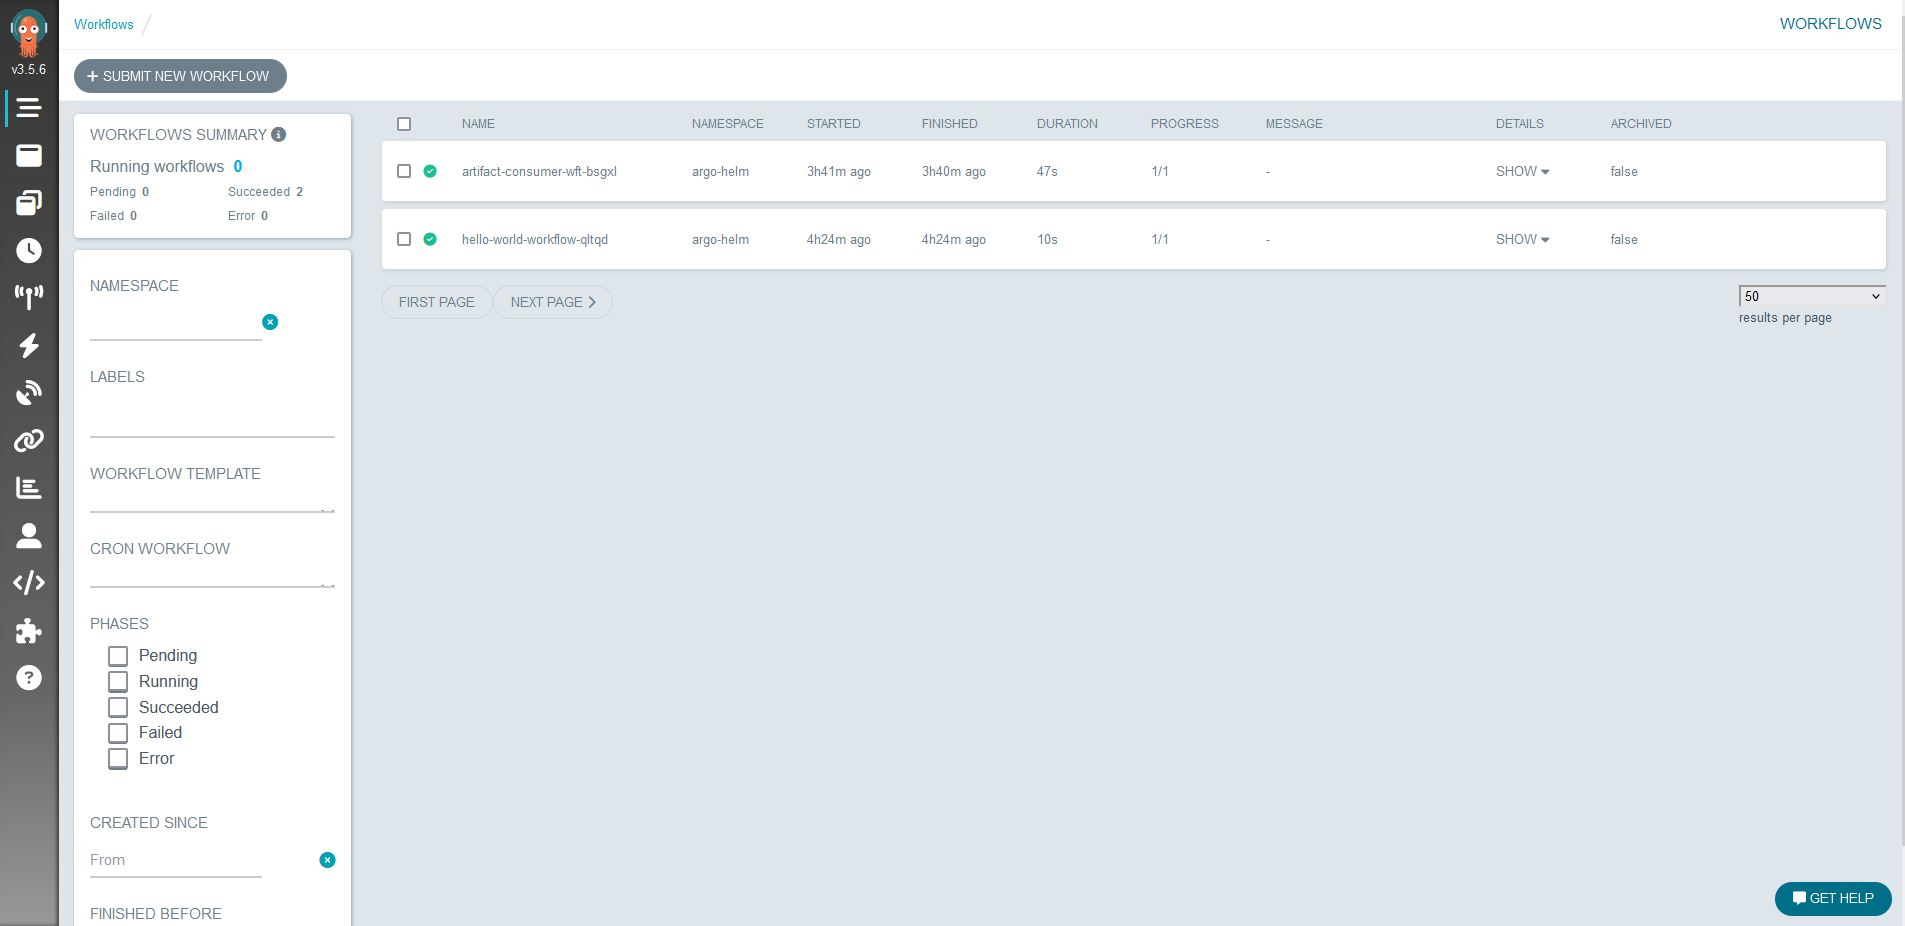 Workflows
WORKFLOWS
v3.5.6
+ SUBMIT NEW WORKFLOW
WORKFLOWS SUMMARY
Running workflows 0
Pending 0 Succeeded 2
Failed 0 Error 0
NAMESPACE
LABELS
WORKFLOW TEMPLATE
CRON WORKFLOW
PHASES
Pending
Running
Succeeded
Failed
Error
CREATED SINCE
From
FINISHED BEFORE
NAME NAMESPACE STARTED FINISHED DURATION PROGRESS MESSAGE DETAILS ARCHIVED
artifact-consumer-wft-bsgxl argo-helm 3h41m ago 3h40m ago 47s 1/1 - SHOW false
hello-world-workflow-qltqd argo-helm 4h24m ago 4h24m ago 10s 1/1 - SHOW false
FIRST PAGE NEXT PAGE
50
results per page
GET HELP